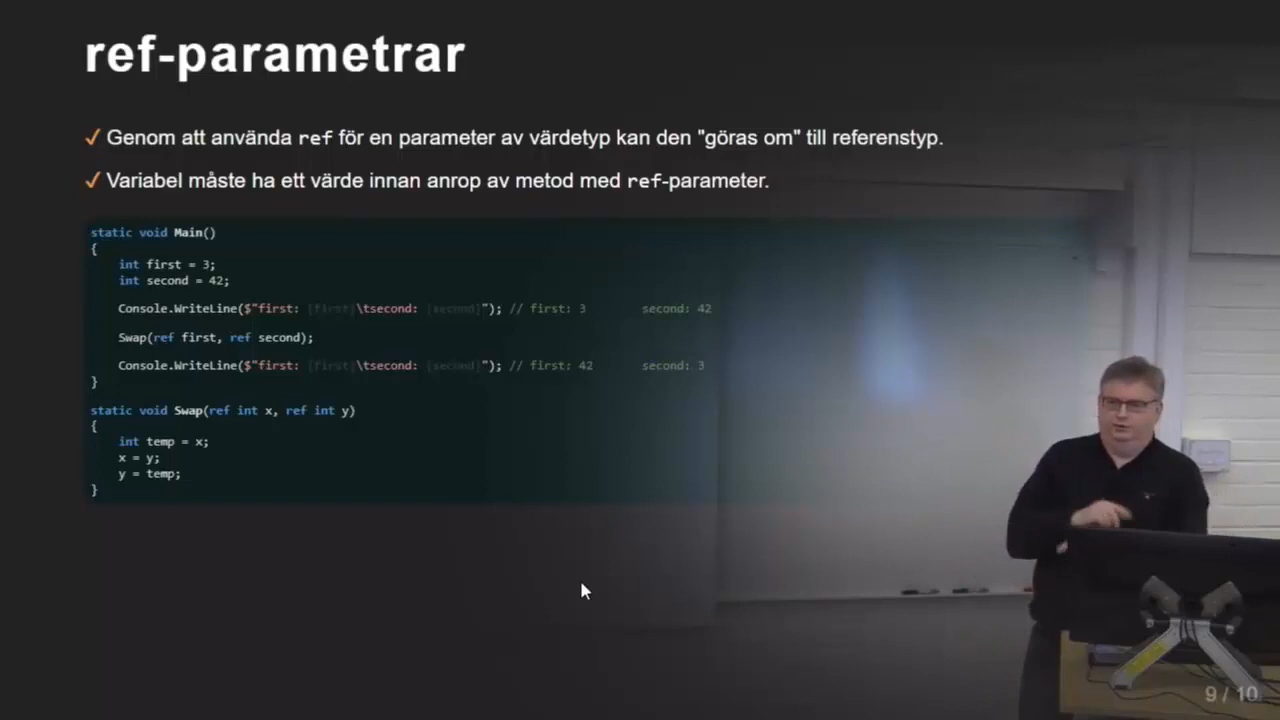 ref-parametrar
✓ Genom att använda ref för en parameter av värdetyp kan den "göras om" till referenstyp.
✓ Variabel måste ha ett värde innan anrop av metod med ref-parameter.
static void Main()
{
int first = 3;
int second = 42;
Console.WriteLine($"first: {first}\tsecond: {second}"); // first: 3 second: 42
Swap(ref first, ref second);
Console.WriteLine($"first: {first}\tsecond: {second}"); // first: 42 second: 3
}
static void Swap(ref int x, ref int y)
{
int temp = x;
x = y;
y = temp;
}
9 / 10